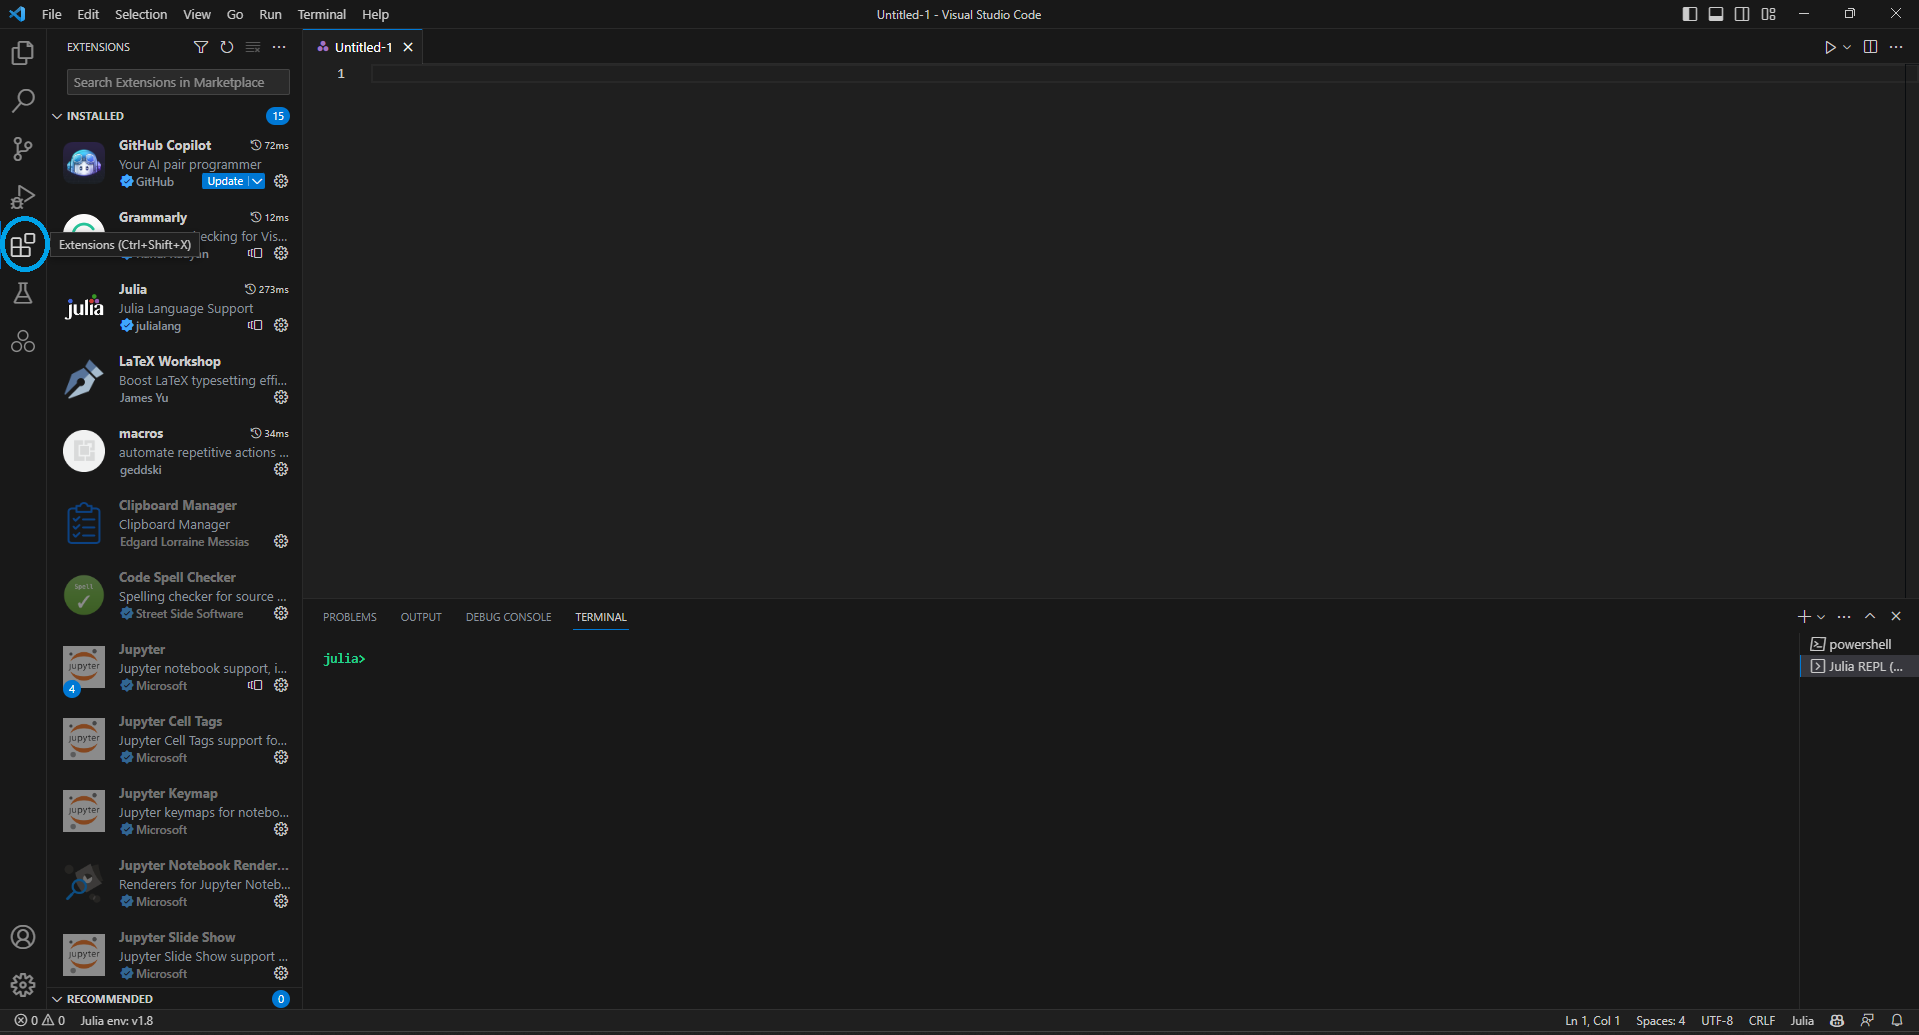 File Edit Selection View Go Run Terminal Help
Untitled-1 - Visual Studio Code
EXTENSIONS
Search Extensions in Marketplace
INSTALLED 15
GitHub Copilot 72ms
Your AI pair programmer
GitHub Update
Grammarly 12ms
ecking for Vis...
Extensions (Ctrl+Shift+X)
Julia 273ms
julia
Julia Language Support
julialang
LaTeX Workshop
Boost LaTeX typesetting effi...
James Yu
macros 34ms
automate repetitive actions ...
geddski
Clipboard Manager
Clipboard Manager
Edgard Lorraine Messias
Code Spell Checker
Spell
Spelling checker for source ...
Street Side Software
Jupyter
jupyter
Jupyter notebook support, i...
4
Microsoft
Jupyter Cell Tags
jupyter
Jupyter Cell Tags support fo...
Microsoft
Jupyter Keymap
jupyter
Jupyter keymaps for notebo...
Microsoft
Jupyter Notebook Render...
Renderers for Jupyter Noteb...
Microsoft
Jupyter Slide Show
jupyter
Jupyter Slide Show support ...
Microsoft
RECOMMENDED 0
Untitled-1
1
PROBLEMS OUTPUT DEBUG CONSOLE TERMINAL
julia>
powershell
Julia REPL (...
0 0 Julia env: v1.8
Ln 1, Col 1 Spaces: 4 UTF-8 CRLF Julia